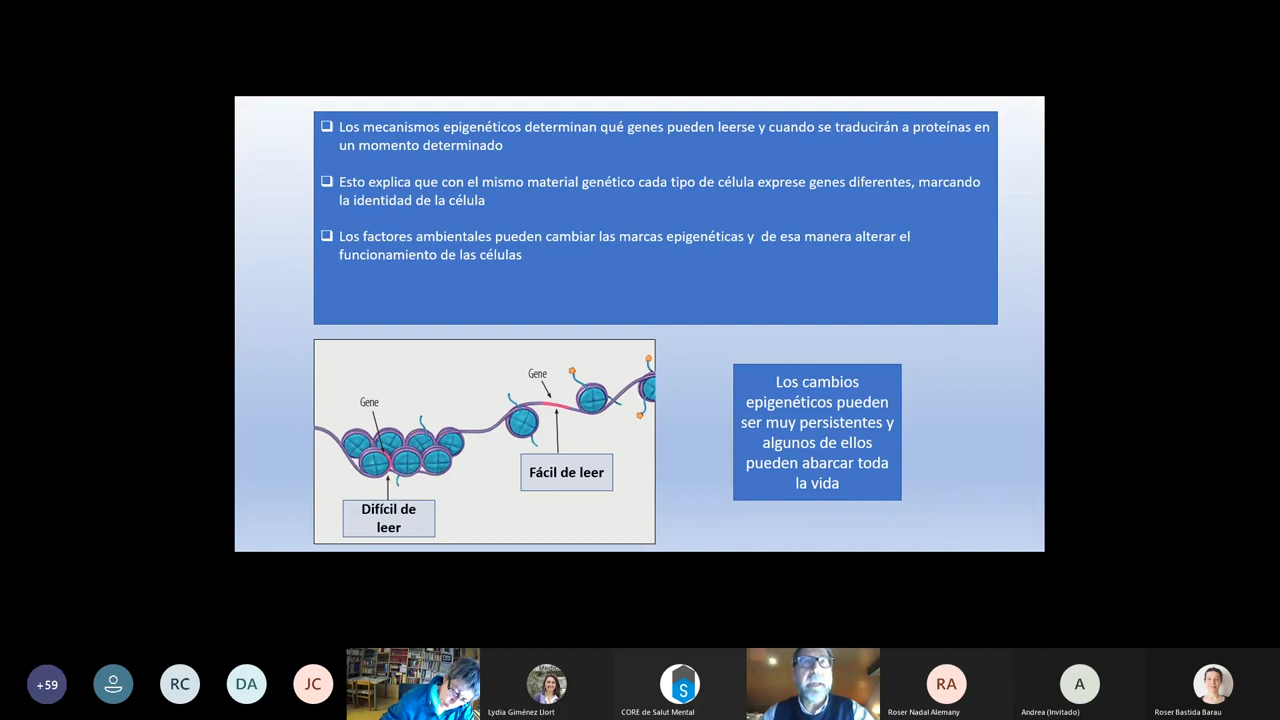 Los mecanismos epigenéticos determinan qué genes pueden leerse y cuando se traducirán a proteínas en
un momento determinado
Esto explica que con el mismo material genético cada tipo de célula exprese genes diferentes, marcando
la identidad de la célula
Los factores ambientales pueden cambiar las marcas epigenéticas y  de esa manera alterar el
funcionamiento de las células
Gene
Gene
Fácil de leer
Difícil de
leer
Los cambios
epigenéticos pueden
ser muy persistentes y
algunos de ellos
pueden abarcar toda
la vida
+59
RC
DA
JC
Lydia Giménez Llort
S
CORE de Salut Mental
RA
Roser Nadal Alemany
A
Andrea (Invitado)
Roser Bastida Barau